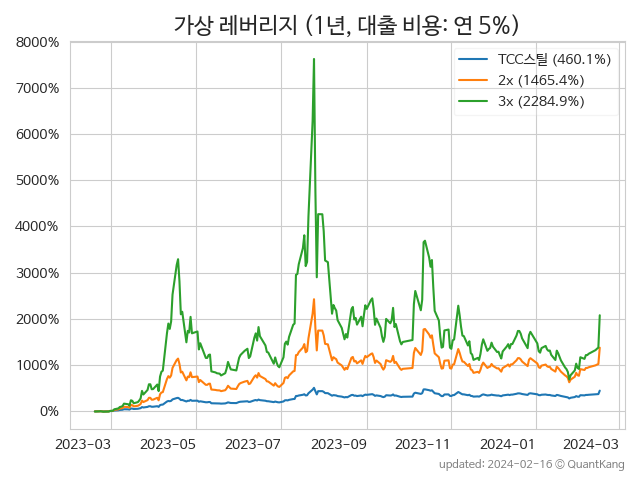 가상 레버리지 (1년, 대출 비용: 연 5%)
8000%
7000%
6000%
5000%
4000%
3000%
2000%
1000%
0%
TCC스틸 (460.1%)
2x (1465.4%)
3x (2284.9%)
2023-03 2023-05 2023-07 2023-09 2023-11 2024-01 2024-03
updated: 2024-02-16 © QuantKang